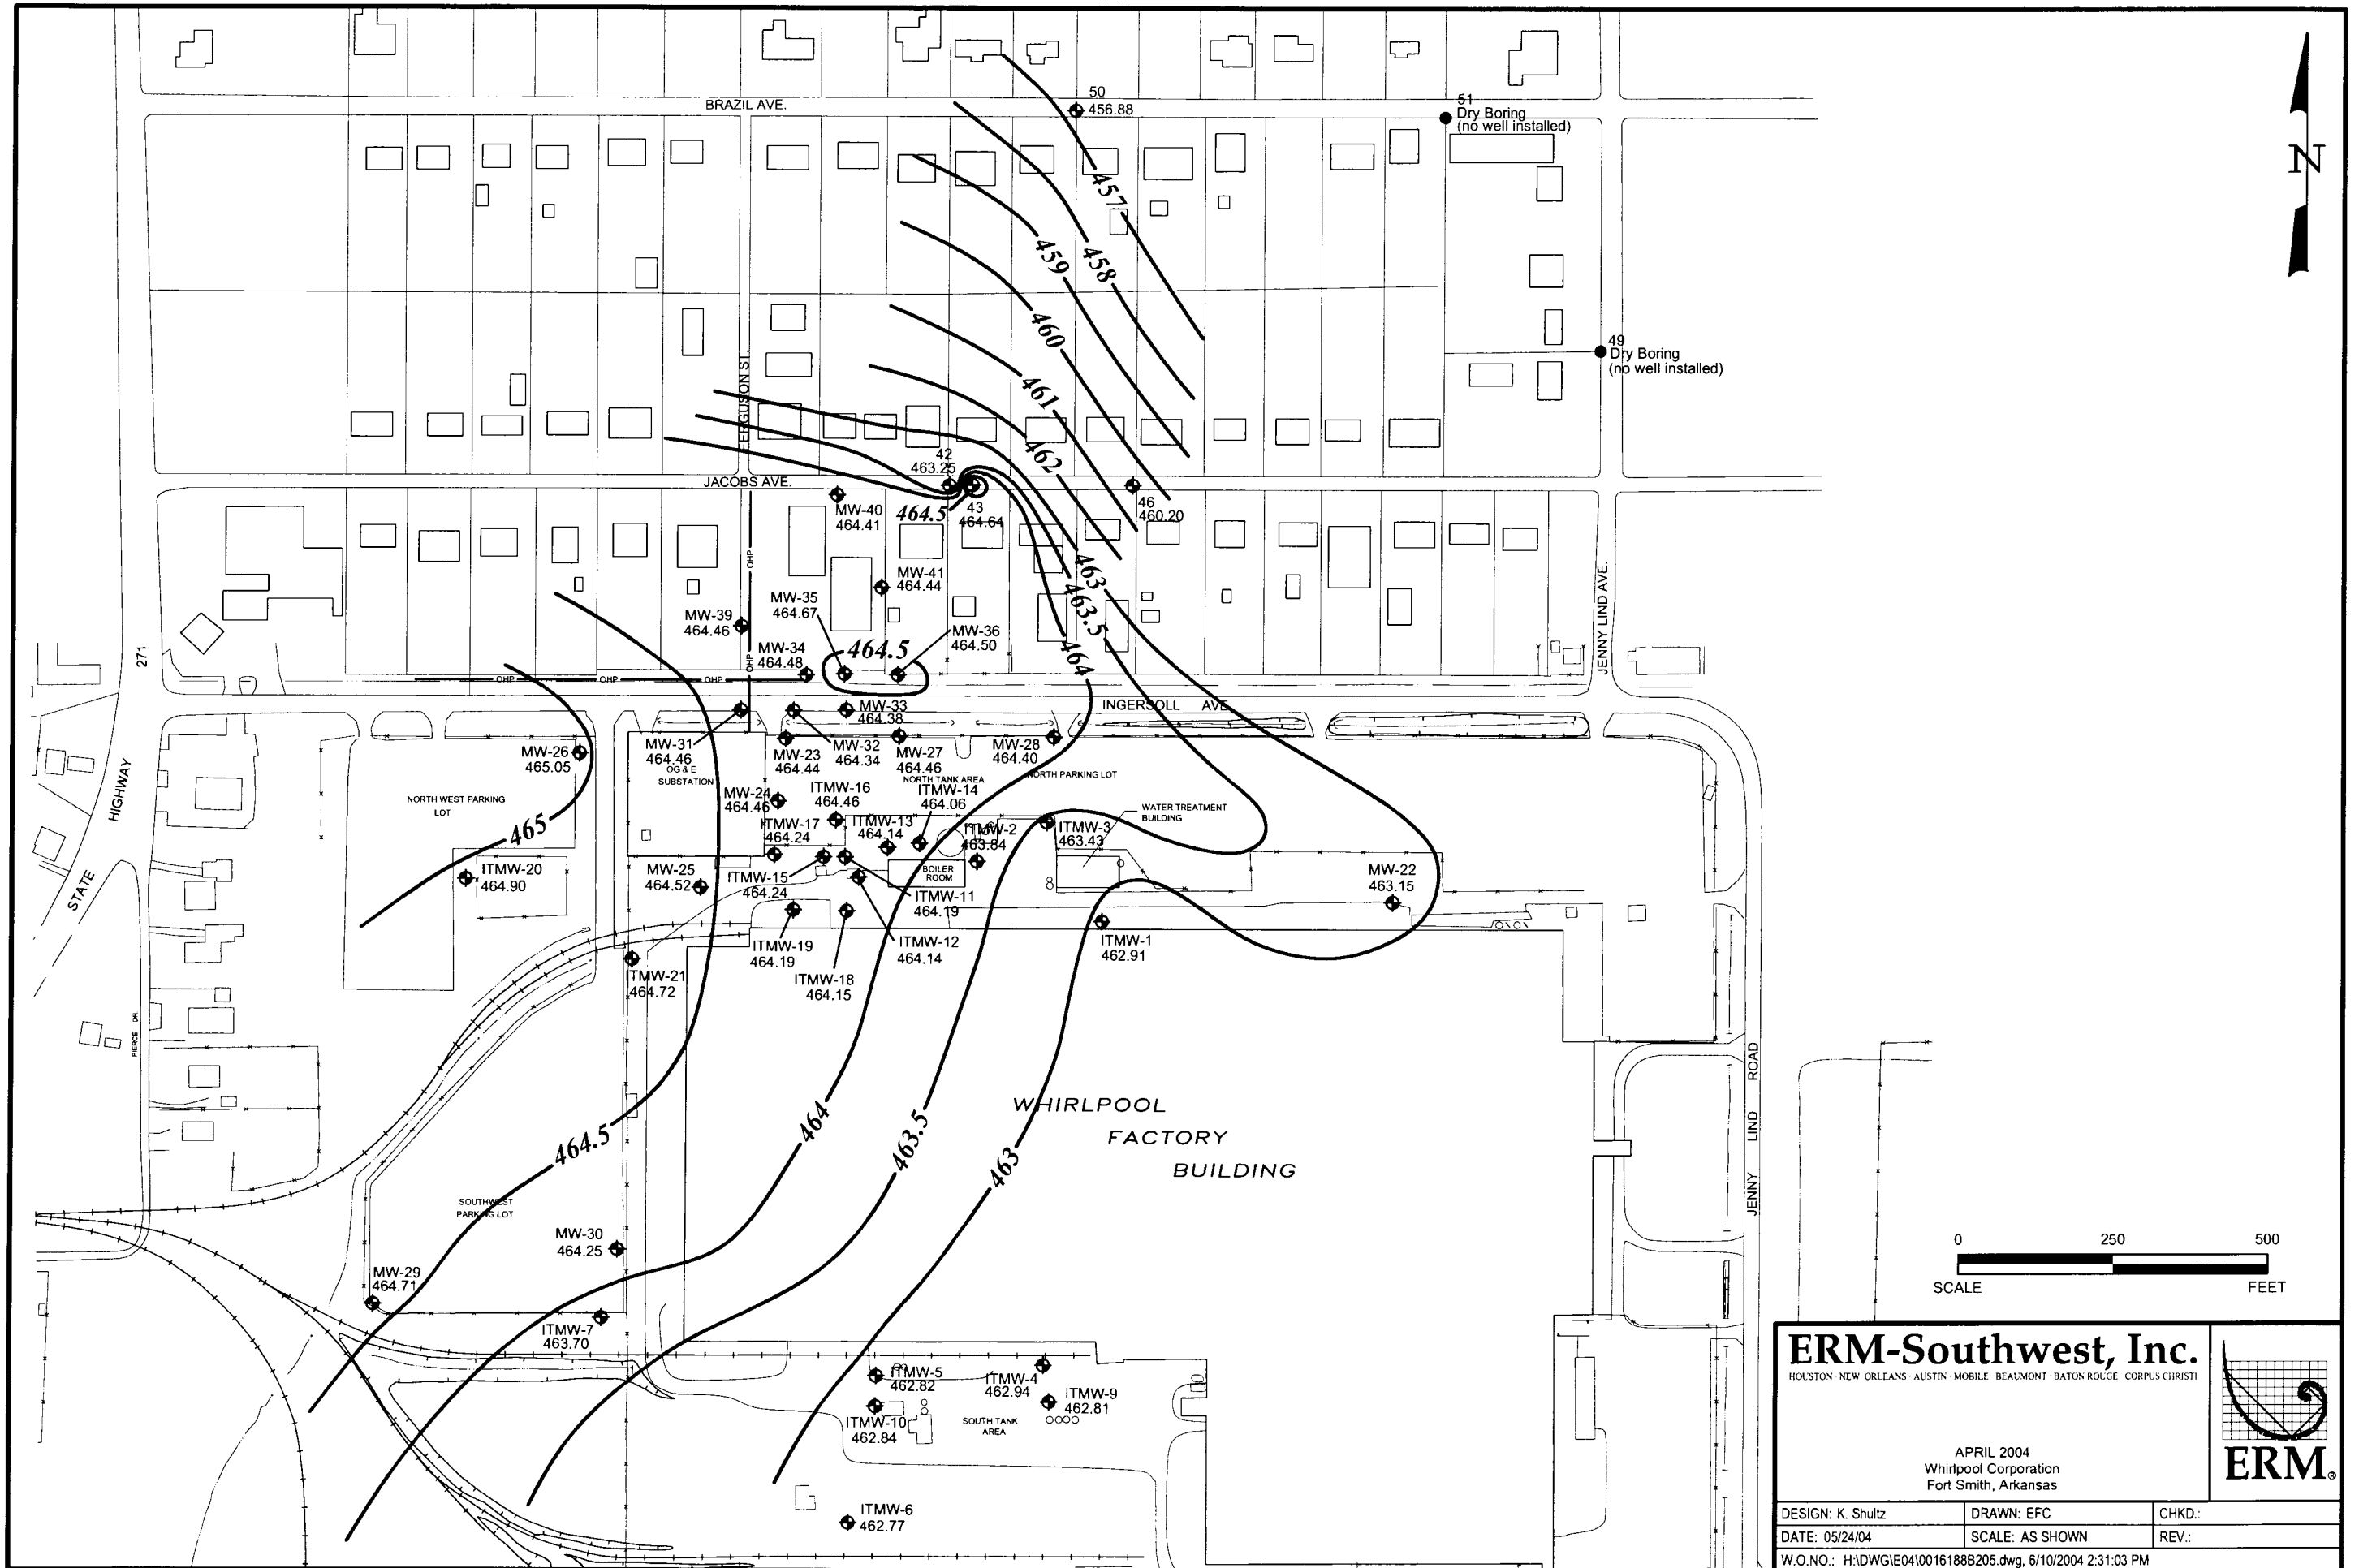 BRAZIL AVE.
50
456.88
51
Dry Boring
(no well installed)
N
457
458
459
460
461
462
FERGUSON ST.
49
Dry Boring
(no well installed)
42
463.25
JACOBS AVE.
MW-40
464.41
464.5
43
464.64
46
460.20
OHP
MW-41
464.44
463
463.5
464
MW-35
464.67
MW-39
464.46
MW-36
464.50
MW-34
464.48
464.5
OHP
OHP
OHP
OHP
JENNY LIND AVE.
271
STATE
HIGHWAY
INGERSOLL AVE
MW-33
464.38
MW-26
465.05
MW-31
464.46
OG & E
SUBSTATION
MW-23
464.44
MW-32
464.34
MW-27
464.46
MW-28
464.40
NORTH TANK AREA
NORTH PARKING LOT
NORTH WEST PARKING
LOT
MW-24
464.46
ITMW-16
464.46
ITMW-14
464.06
WATER TREATMENT
BUILDING
465
ITMW-17
464.24
ITMW-13
464.14
ITMW-2
463.84
ITMW-3
463.43
ITMW-20
464.90
MW-25
464.52
ITMW-15
464.24
BOILER
ROOM
8
MW-22
463.15
ITMW-11
464.19
ITMW-19
464.19
ITMW-12
464.14
ITMW-1
462.91
ITMW-21
464.72
ITMW-18
464.15
PIERCE DR
JENNY LIND ROAD
WHIRLPOOL
FACTORY
BUILDING
464.5
464
463.5
463
SOUTHWEST
PARKING LOT
MW-30
464.25
MW-29
464.71
ITMW-7
463.70
ITMW-5
462.82
ITMW-4
462.94
ITMW-9
462.81
ITMW-10
462.84
SOUTH TANK
AREA
ITMW-6
462.77
0 250 500
SCALE FEET
ERM-Southwest, Inc.
HOUSTON · NEW ORLEANS · AUSTIN · MOBILE · BEAUMONT · BATON ROUGE · CORPUS CHRISTI
ERM®
APRIL 2004
Whirlpool Corporation
Fort Smith, Arkansas
DESIGN: K. Shultz DRAWN: EFC CHKD.:
DATE: 05/24/04 SCALE: AS SHOWN REV.:
W.O.NO.: H:\DWG\E04\0016188B205.dwg, 6/10/2004 2:31:03 PM